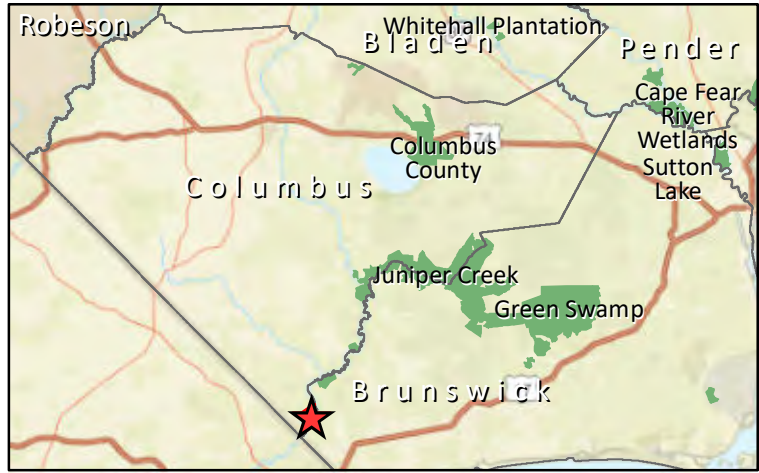 Robeson
Whitehall Plantation
Bladen
Pender
Cape Fear
River
Wetlands
74
Columbus
County
Sutton
Lake
Columbus
Juniper Creek
Green Swamp
Brunswick